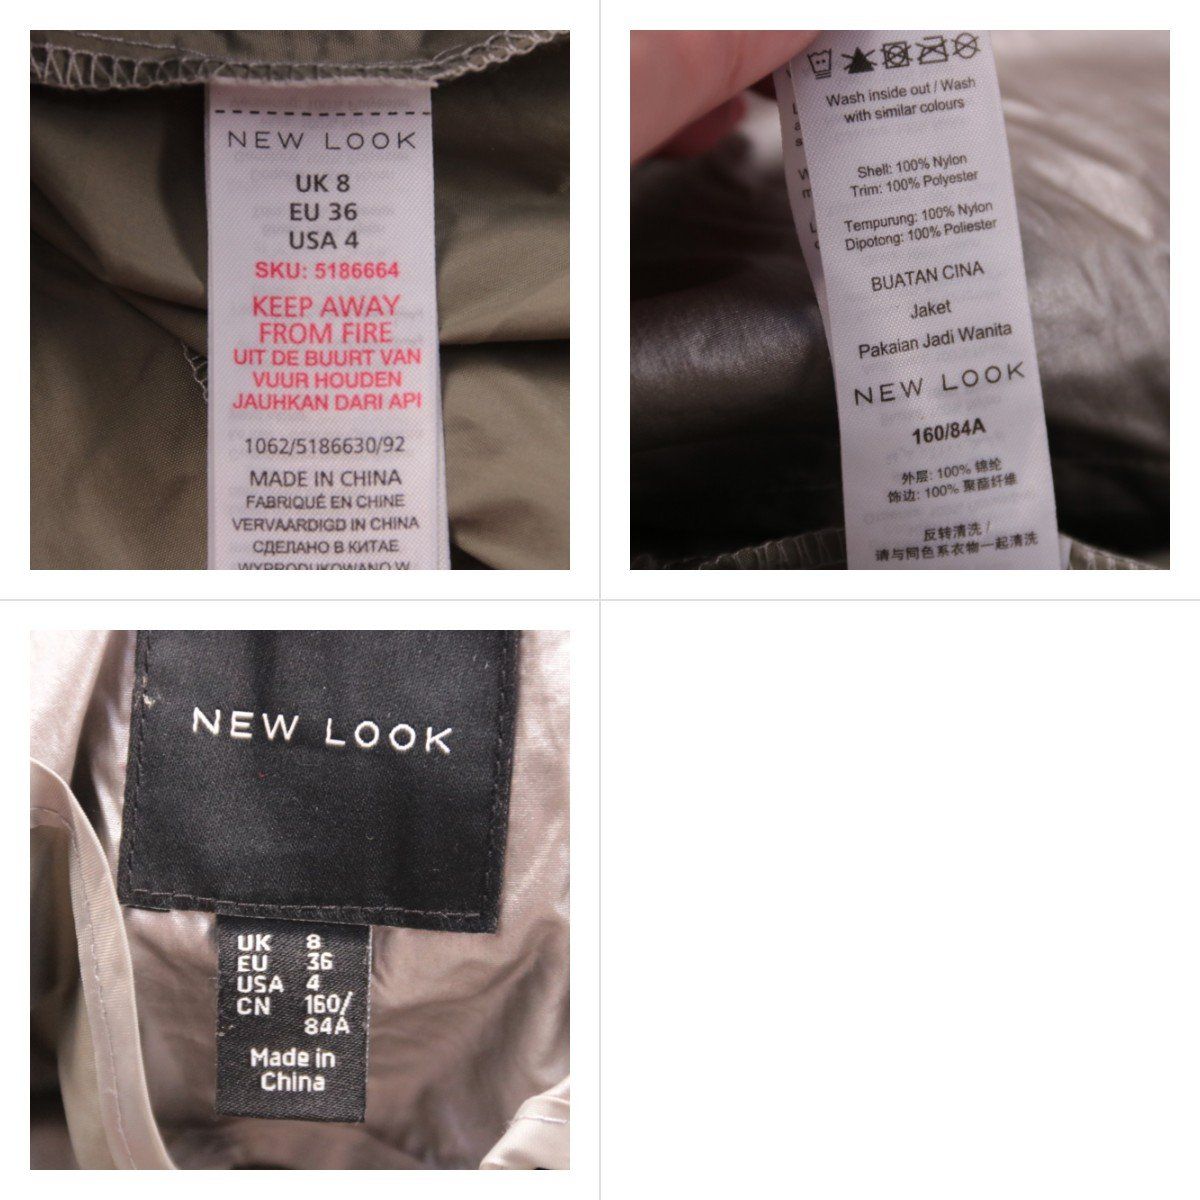 NEW LOOK
UK 8
EU 36
USA 4
SKU: 5186664
KEEP AWAY
FROM FIRE
UIT DE BUURT VAN
VUUR HOUDEN
JAUHKAN DARI API
1062/5186630/92
MADE IN CHINA
FABRIQUÉ EN CHINE
VERVAARDIGD IN CHINA
СДЕЛАНО В КИТАЕ
WYPRODUKOWANO W
Wash inside out / Wash
with similar colours
Shell: 100% Nylon
Trim: 100% Polyester
Tempurung: 100% Nylon
Dipotong: 100% Poliester
BUATAN CINA
Jaket
Pakaian Jadi Wanita
NEW LOOK
160/84A
外层: 100% 锦纶
饰边: 100% 聚酯纤维
反转清洗 /
请与同色系衣物一起清洗
NEW LOOK
UK 8
EU 36
USA 4
CN 160/
84A
Made in
China